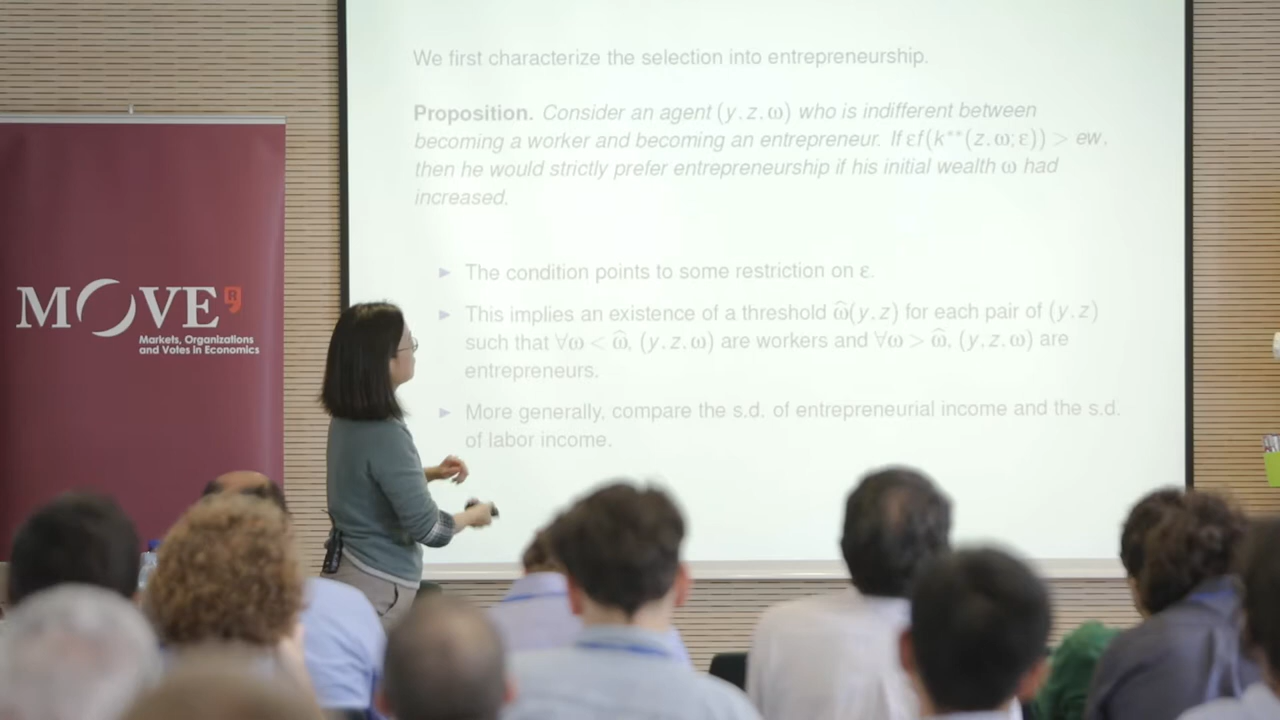 We first characterize the selection into entrepreneurship.
Proposition. Consider an agent (y, z, ω) who is indifferent between
becoming a worker and becoming an entrepreneur. If εf(k**(z, ω; ε)) > ew,
then he would strictly prefer entrepreneurship if his initial wealth ω had
increased.
► The condition points to some restriction on ε.
► This implies an existence of a threshold ω̂(y, z) for each pair of (y, z)
such that ∀ω < ω̂, (y, z, ω) are workers and ∀ω > ω̂, (y, z, ω) are
entrepreneurs.
► More generally, compare the s.d. of entrepreneurial income and the s.d.
of labor income.
MOVE R
Markets, Organizations
and Votes in Economics